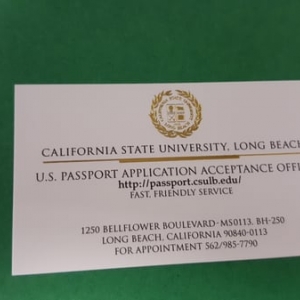 CALIFORNIA STATE UNIVERSITY, LONG BEACH
U.S. PASSPORT APPLICATION ACCEPTANCE
http://passport.csulb.edu/
FAST, FRIENDLY SERVICE
1250 BELLFLOWER BOULEVARD-MS0113, BH-250
LONG BEACH, CALIFORNIA 90840-0113
FOR APPOINTMENT 562/985-7790